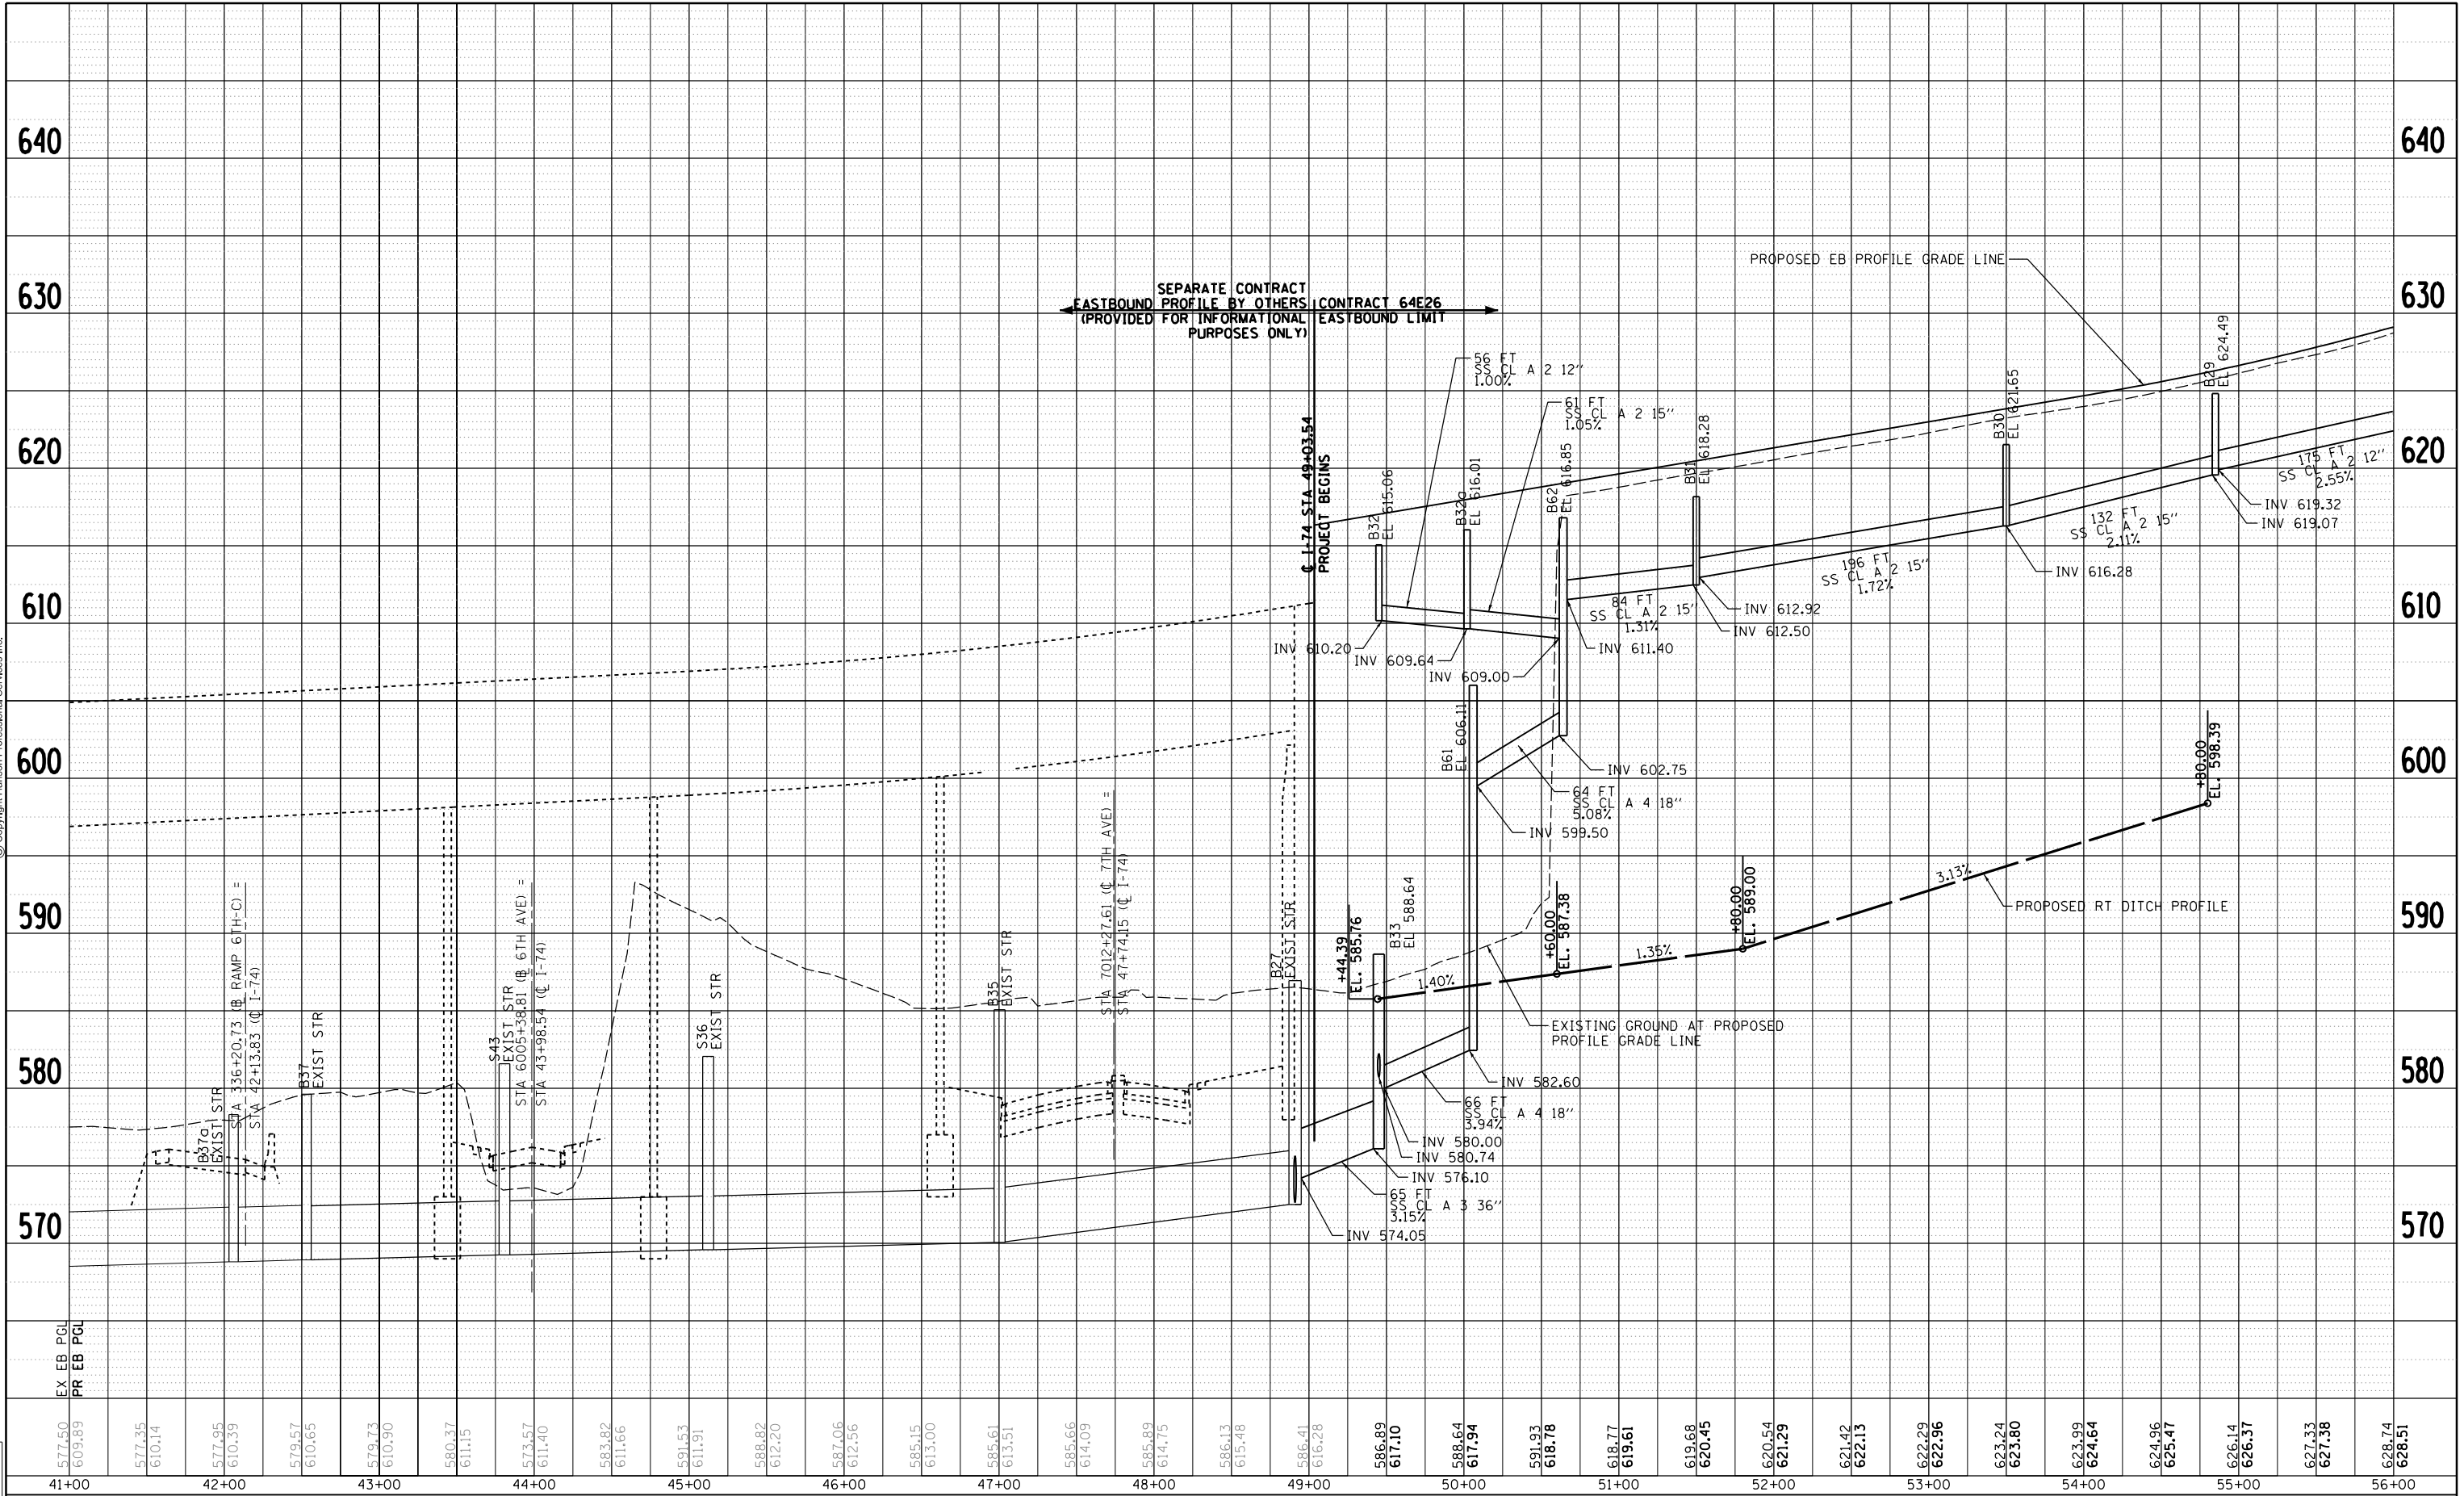 640
640
630
630
620
620
610
610
600
600
590
590
580
580
570
570
PROPOSED EB PROFILE GRADE LINE
SEPARATE CONTRACT
EASTBOUND PROFILE BY OTHERS
(PROVIDED FOR INFORMATIONAL
PURPOSES ONLY)
CONTRACT 64E26
EASTBOUND LIMIT
℄ I-74 STA 49+03.54
PROJECT BEGINS
56 FT
SS CL A 2 12"
1.00%
61 FT
SS CL A 2 15"
1.05%
B32
EL 615.06
B32a
EL 616.01
B62
EL 616.85
B31
EL 618.28
B30
EL 621.65
B29
EL 624.49
175 FT
SS CL A 2 12"
2.55%
INV 619.32
INV 619.07
132 FT
SS CL A 2 15"
2.11%
INV 616.28
196 FT
SS CL A 2 15"
1.72%
INV 612.92
INV 612.50
84 FT
SS CL A 2 15"
1.31%
INV 611.40
INV 610.20
INV 609.64
INV 609.00
B61
EL 606.11
INV 602.75
64 FT
SS CL A 4 18"
5.08%
INV 599.50
+80.00
EL. 598.39
3.13%
PROPOSED RT DITCH PROFILE
+80.00
EL. 589.00
1.35%
+60.00
EL. 587.38
1.40%
+44.39
EL. 585.76
B33
EL 588.64
EXISTING GROUND AT PROPOSED
PROFILE GRADE LINE
INV 582.60
66 FT
SS CL A 4 18"
3.94%
INV 580.00
INV 580.74
INV 576.10
65 FT
SS CL A 3 36"
3.15%
INV 574.05
B37a
EXIST STR
STA 336+20.73 (℄ RAMP 6TH-C) =
STA 42+13.83 (℄ I-74)
B37
EXIST STR
S43
EXIST STR
STA 6005+38.81 (℄ 6TH AVE) =
STA 43+98.54 (℄ I-74)
S36
EXIST STR
B35
EXIST STR
STA 7012+27.61 (℄ 7TH AVE) =
STA 47+74.15 (℄ I-74)
B27
EXIST STR
EX EB PGL
PR EB PGL
577.50
609.89
577.35
610.14
577.95
610.39
579.57
610.65
579.73
610.90
580.37
611.15
573.57
611.40
583.82
611.66
591.53
611.91
588.82
612.20
587.06
612.56
585.15
613.00
585.61
613.51
585.66
614.09
585.89
614.75
586.13
615.48
586.41
616.28
586.89
617.10
588.64
617.94
591.93
618.78
618.77
619.61
619.68
620.45
620.54
621.29
621.42
622.13
622.29
622.96
623.24
623.80
623.99
624.64
624.96
625.47
626.14
626.37
627.33
627.38
628.74
628.51
41+00
42+00
43+00
44+00
45+00
46+00
47+00
48+00
49+00
50+00
51+00
52+00
53+00
54+00
55+00
56+00